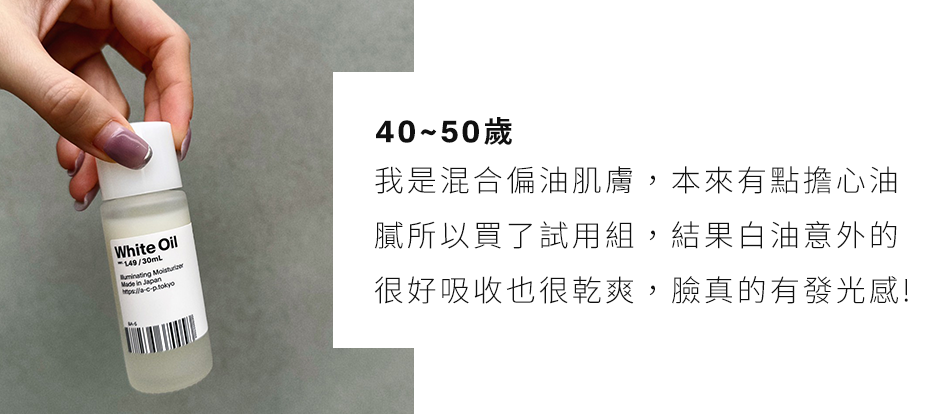 40~50歲
我是混合偏油肌膚，本來有點擔心油
膩所以買了試用組，結果白油意外的
很好吸收也很乾爽，臉真的有發光感!
White Oil
1.49 / 30mL
Illuminating Moisturizer
Made in Japan
https://a-c-p.tokyo